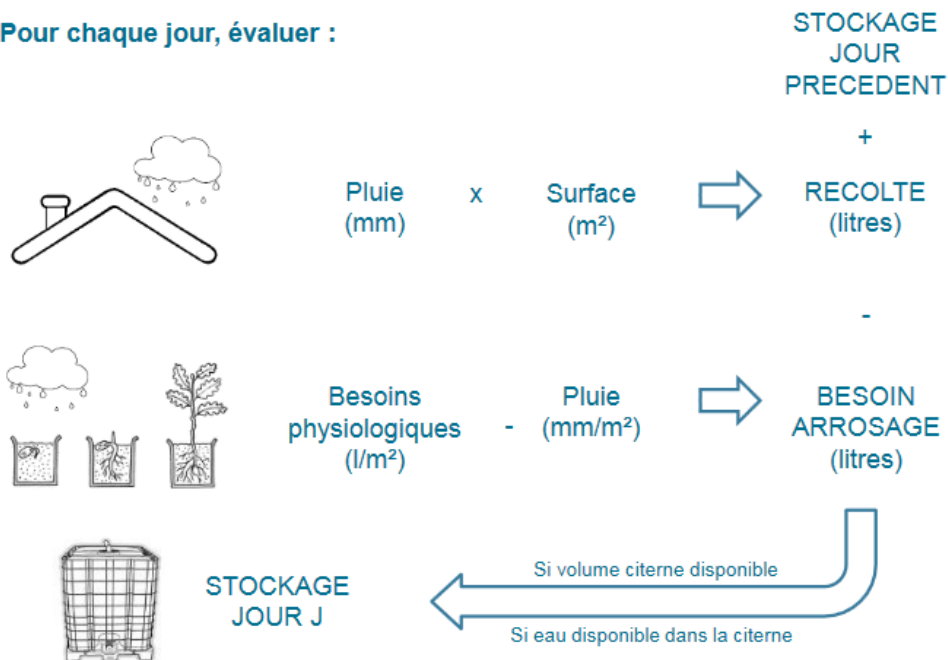 Pour chaque jour, évaluer :
STOCKAGE
JOUR
PRECEDENT
+
Pluie
(mm)
x
Surface
(m²)
RECOLTE
(litres)
-
Besoins
physiologiques
(l/m²)
-
Pluie
(mm/m²)
BESOIN
ARROSAGE
(litres)
Si volume citerne disponible
STOCKAGE
JOUR J
Si eau disponible dans la citerne